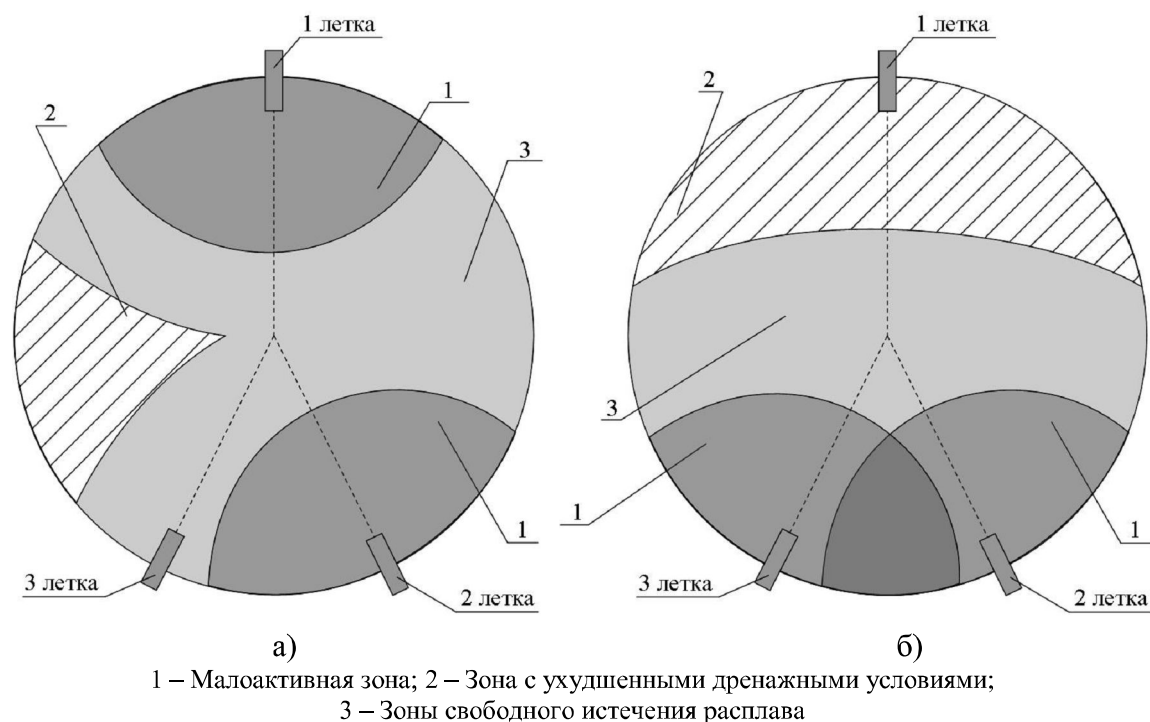 1 летка
1 летка
2
1
2
3
3
1
1
1
3 летка
2 летка
3 летка
2 летка
а)
б)
1 – Малоактивная зона; 2 – Зона с ухудшенными дренажными условиями;
3 – Зоны свободного истечения расплава